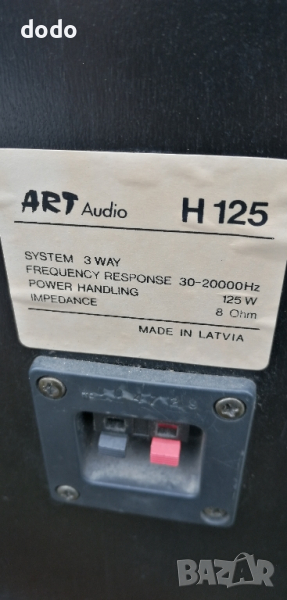 dodo
ART Audio H 125
SYSTEM 3 WAY
FREQUENCY RESPONSE 30-20000Hz
POWER HANDLING 125 W
IMPEDANCE 8 Ohm
MADE IN LATVIA
BAZAR